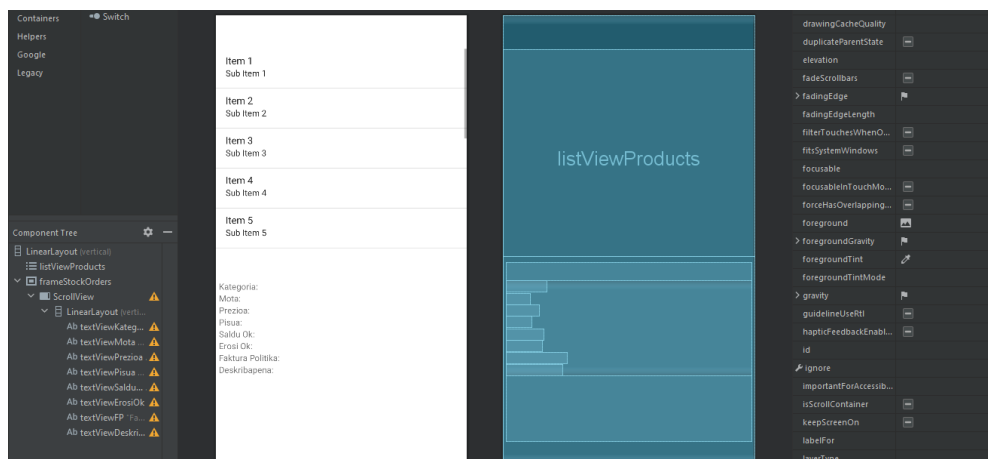 Containers
Switch
Helpers
Google
Legacy
Component Tree
LinearLayout (vertical)
listViewProducts
frameStockOrders
ScrollView
LinearLayout (verti...
Ab textViewKateg...
Ab textViewMota ...
Ab textViewPrezioa
Ab textViewPisua ...
Ab textViewSaldu...
Ab textViewErosiOk
Ab textViewFP "Fa...
Ab textViewDeskri...
Item 1
Sub Item 1
Item 2
Sub Item 2
Item 3
Sub Item 3
Item 4
Sub Item 4
Item 5
Sub Item 5
Kategoria:
Mota:
Prezioa:
Pisua:
Saldu Ok:
Erosi Ok:
Faktura Politika:
Deskribapena:
listViewProducts
drawingCacheQuality
duplicateParentState
elevation
fadeScrollbars
fadingEdge
fadingEdgeLength
filterTouchesWhenO...
fitsSystemWindows
focusable
focusableInTouchMo...
forceHasOverlapping...
foreground
foregroundGravity
foregroundTint
foregroundTintMode
gravity
guidelineUseRtl
hapticFeedbackEnabl...
id
ignore
importantForAccessib...
isScrollContainer
keepScreenOn
labelFor
layerType